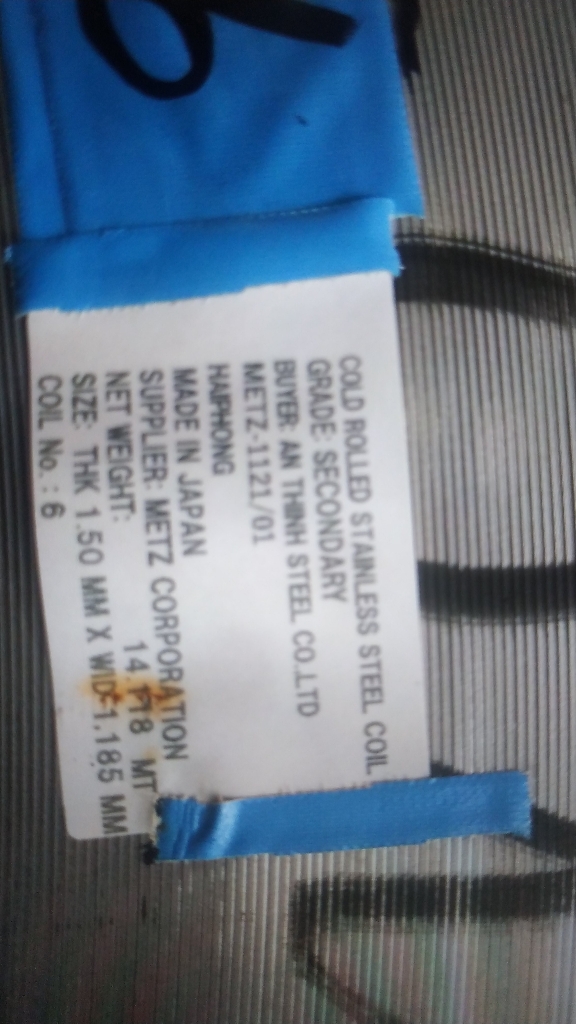 6
COLD ROLLED STAINLESS STEEL COIL
GRADE: SECONDARY
BUYER: AN THINH STEEL CO.LTD
METZ-1121/01
HAIPHONG
MADE IN JAPAN
SUPPLIER: METZ CORPORATION
NET WEIGHT: MT
SIZE: THK 1.50 MM X WID 1,185 MM
COIL No. : 6